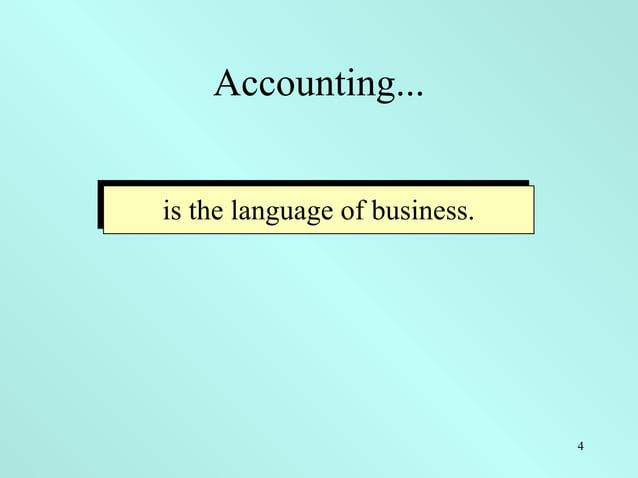 Accounting...
is the language of business.
4